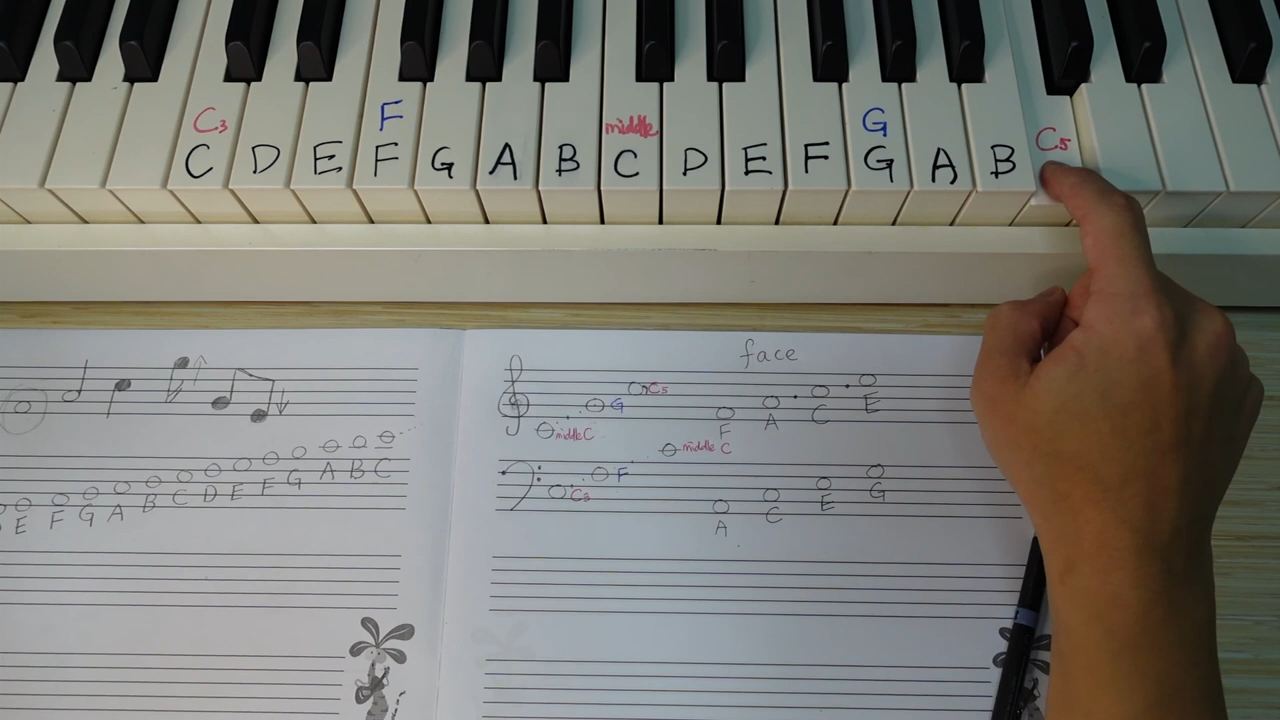 C3 F middle G C5
C D E F G A B C D E F G A B
face
C5
G
middle C
F A C E
middle C
F
C3
A C E G
E F G A B C D E F G A B C